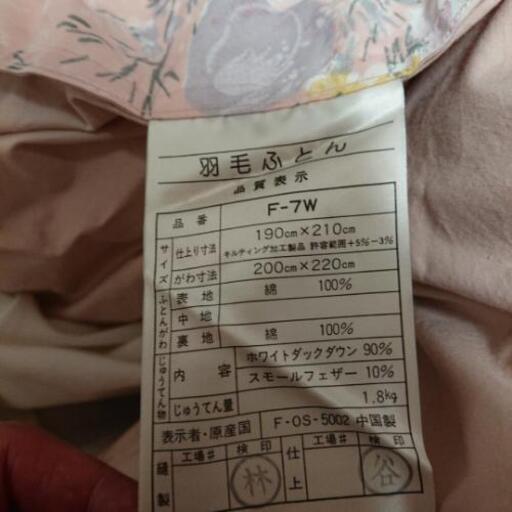 羽毛ふとん
品質表示
品番 F-7W
サイズ 仕上り寸法 190cm×210cm
キルティング加工製品 許容範囲+5%−3%
がわ寸法 200cm×220cm
ふとんがわ 表地 綿 100%
中地
裏地 綿 100%
じゅうてん物 内容 ホワイトダックダウン 90%
スモールフェザー 10%
じゅうてん量 1.8kg
表示者・原産国 F-OS-5002 中国製
縫製 工場# 検印 仕上 工場# 検印
林 谷